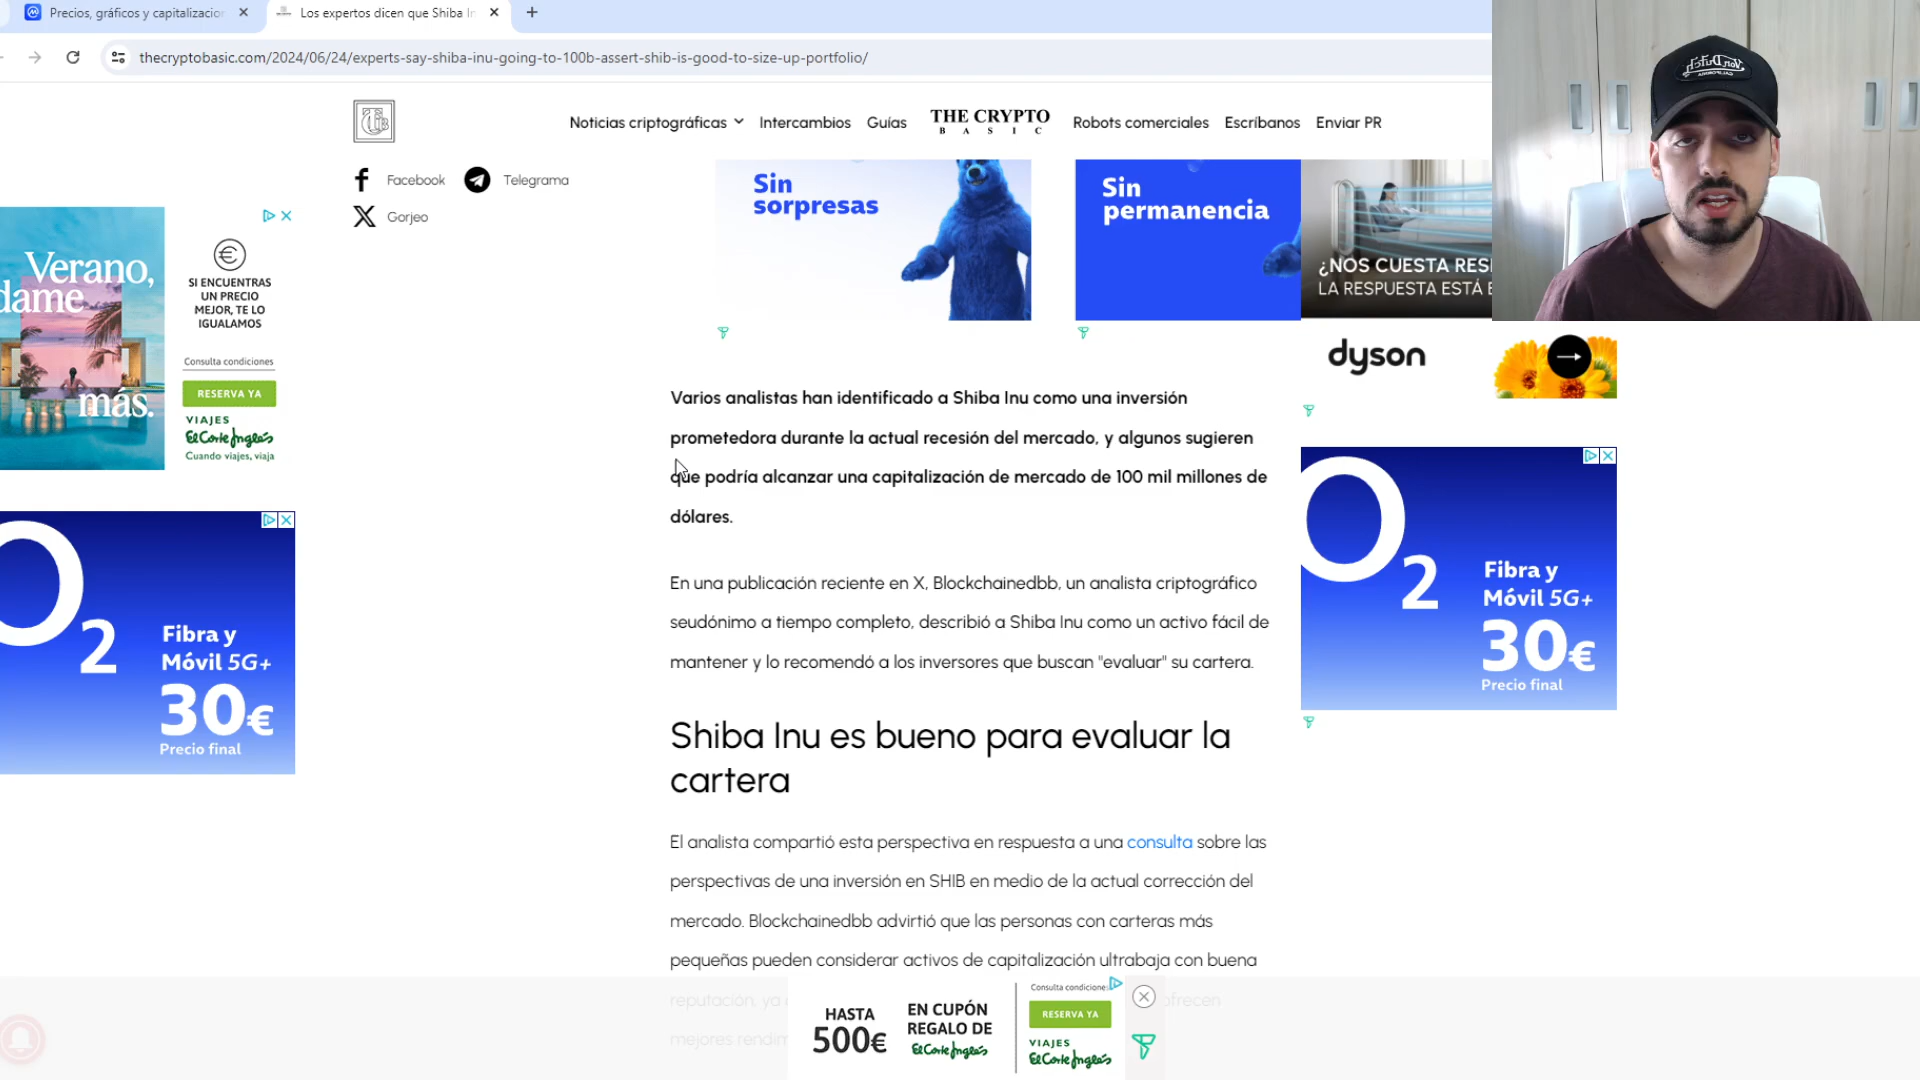 Precios, gráficos y capitalizacion
Los expertos dicen que Shiba In
thecryptobasic.com/2024/06/24/experts-say-shiba-inu-going-to-100b-assert-shib-is-good-to-size-up-portfolio/
Noticias criptográficas
Intercambios
Guías
THE CRYPTO
BASIC
Robots comerciales
Escríbanos
Enviar PR
Facebook
Telegrama
Gorjeo
Sin
sorpresas
Sin
permanencia
¿NOS CUESTA RES
LA RESPUESTA ESTÁ E
dyson
Verano,
dame
más.
SI ENCUENTRAS
UN PRECIO
MEJOR, TE LO
IGUALAMOS
Consulta condiciones
RESERVA YA
VIAJES
El Corte Inglés
Cuando viajes, viaja
Varios analistas han identificado a Shiba Inu como una inversión
prometedora durante la actual recesión del mercado, y algunos sugieren
que podría alcanzar una capitalización de mercado de 100 mil millones de
dólares.
En una publicación reciente en X, Blockchainedbb, un analista criptográfico
seudónimo a tiempo completo, describió a Shiba Inu como un activo fácil de
mantener y lo recomendó a los inversores que buscan "evaluar" su cartera.
Shiba Inu es bueno para evaluar la
cartera
El analista compartió esta perspectiva en respuesta a una consulta sobre las
perspectivas de una inversión en SHIB en medio de la actual corrección del
mercado. Blockchainedbb advirtió que las personas con carteras más
pequeñas pueden considerar activos de capitalización ultrabaja con buena
reputación, ya
ofrecen
mejores rendim
O2
Fibra y
Móvil 5G+
30€
Precio final
O2
Fibra y
Móvil 5G+
30€
Precio final
HASTA
500€
EN CUPÓN
REGALO DE
El Corte Inglés
Consulta condicione
RESERVA YA
VIAJES
El Corte Inglés
Von Dutch